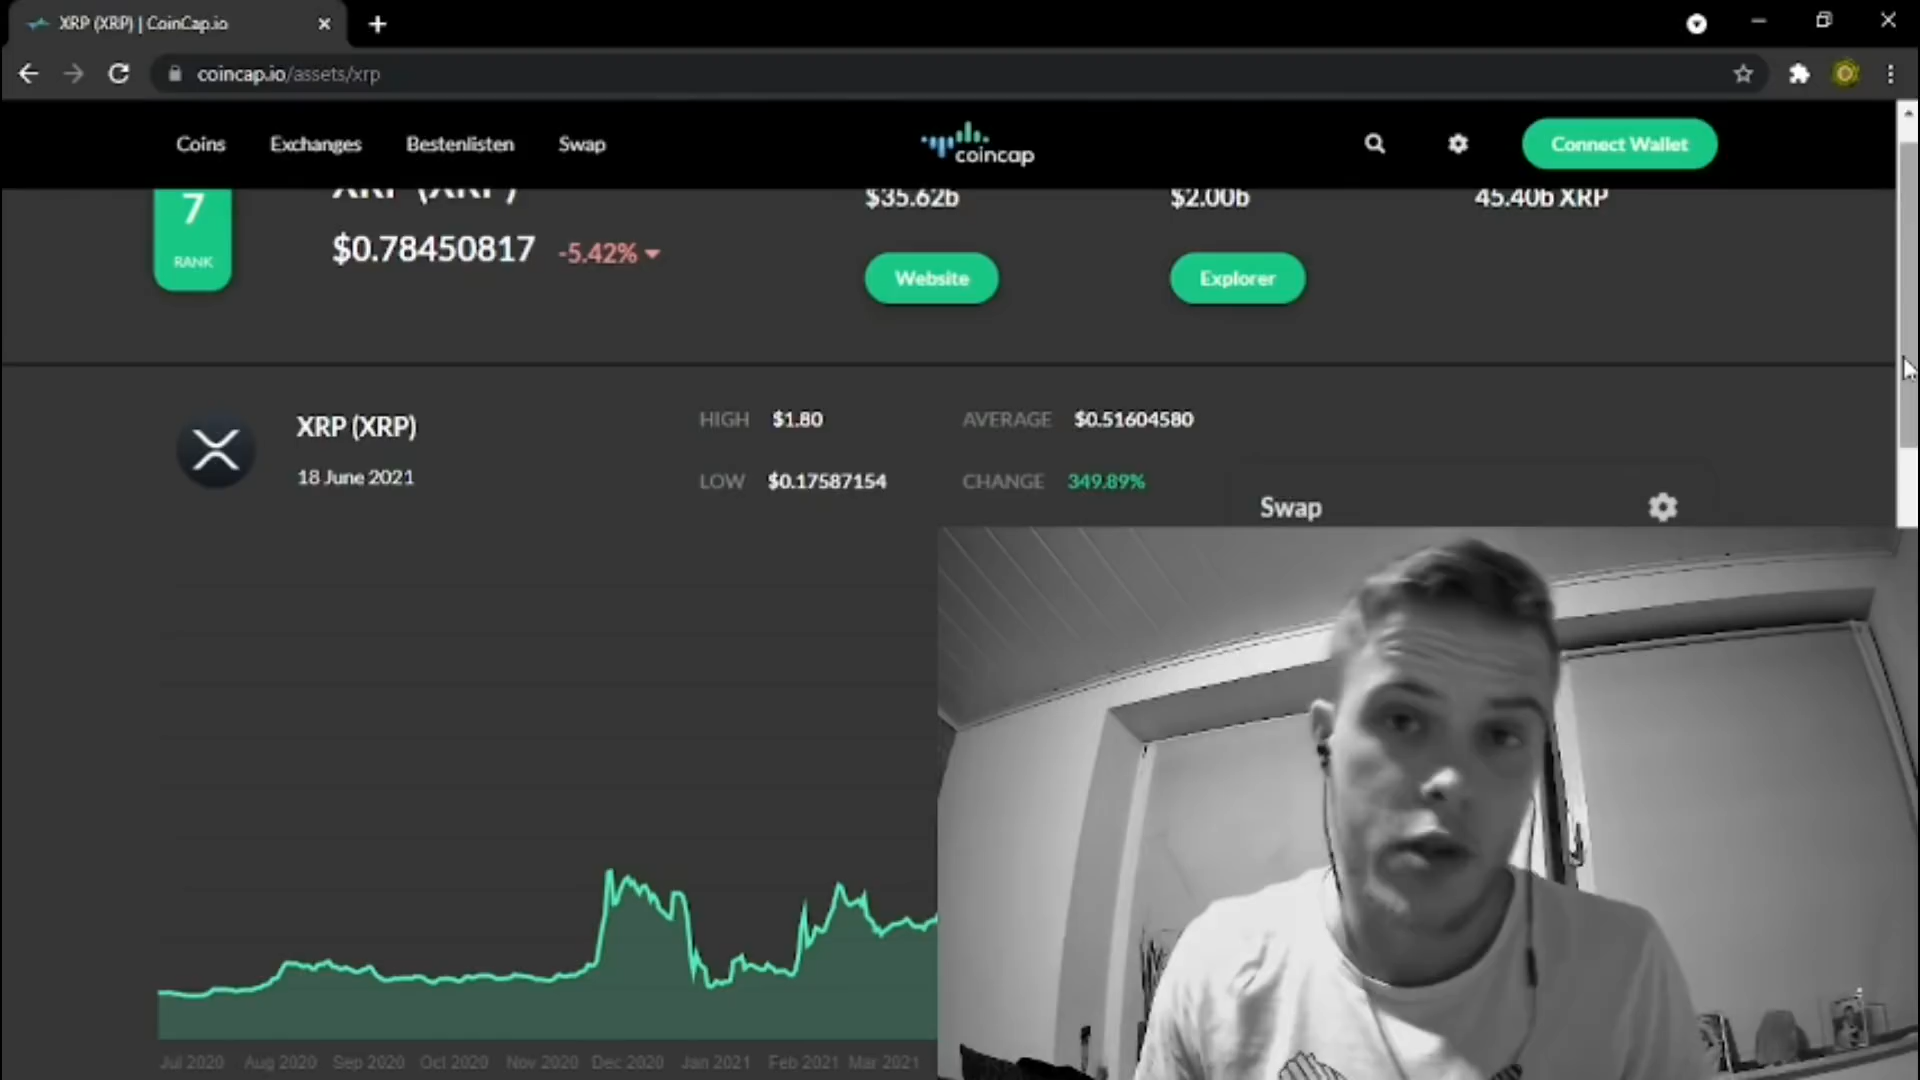 XRP (XRP) | CoinCap.io
coincap.io/assets/xrp
Coins Exchanges Bestenlisten Swap coincap Connect Wallet
7 XRP (XRP) $35.62b $2.00b 45.40b XRP
RANK $0.78450817 -5.42%
Website Explorer
XRP (XRP) HIGH $1.80 AVERAGE $0.51604580
18 June 2021 LOW $0.17587154 CHANGE 349.89%
Swap
Jul 2020 Aug 2020 Sep 2020 Oct 2020 Nov 2020 Dec 2020 Jan 2021 Feb 2021 Mar 2021